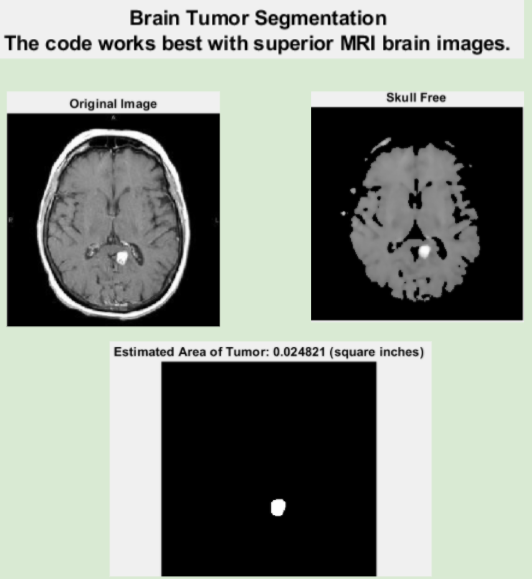 Brain Tumor Segmentation
The code works best with superior MRI brain images.
Original Image
Skull Free
A
Estimated Area of Tumor: 0.024821 (square inches)